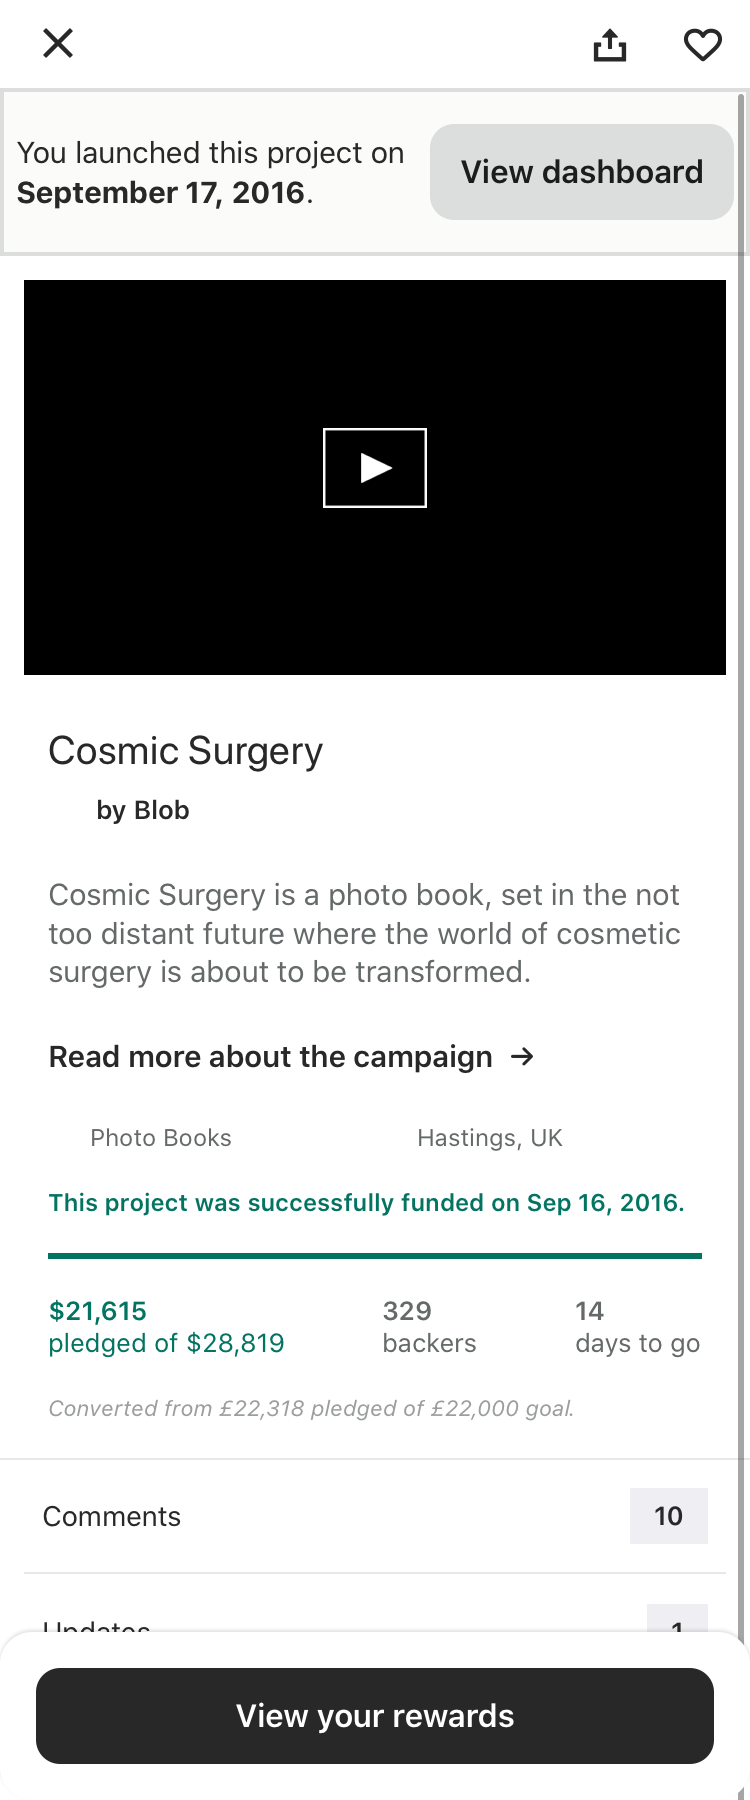 You launched this project on
September 17, 2016.
View dashboard
Cosmic Surgery
by Blob
Cosmic Surgery is a photo book, set in the not
too distant future where the world of cosmetic
surgery is about to be transformed.
Read more about the campaign →
Photo Books
Hastings, UK
This project was successfully funded on Sep 16, 2016.
$21,615
pledged of $28,819
329
backers
14
days to go
Converted from £22,318 pledged of £22,000 goal.
Comments
10
Updates
1
View your rewards